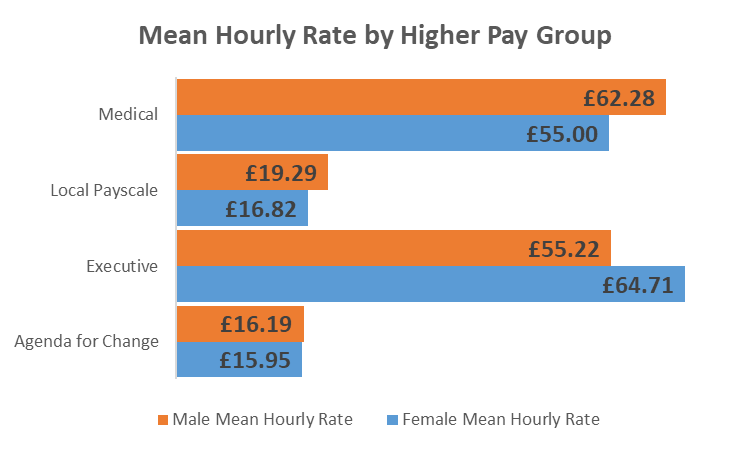 Mean Hourly Rate by Higher Pay Group
Medical
£62.28
£55.00
Local Payscale
£19.29
£16.82
Executive
£55.22
£64.71
Agenda for Change
£16.19
£15.95
Male Mean Hourly Rate
Female Mean Hourly Rate